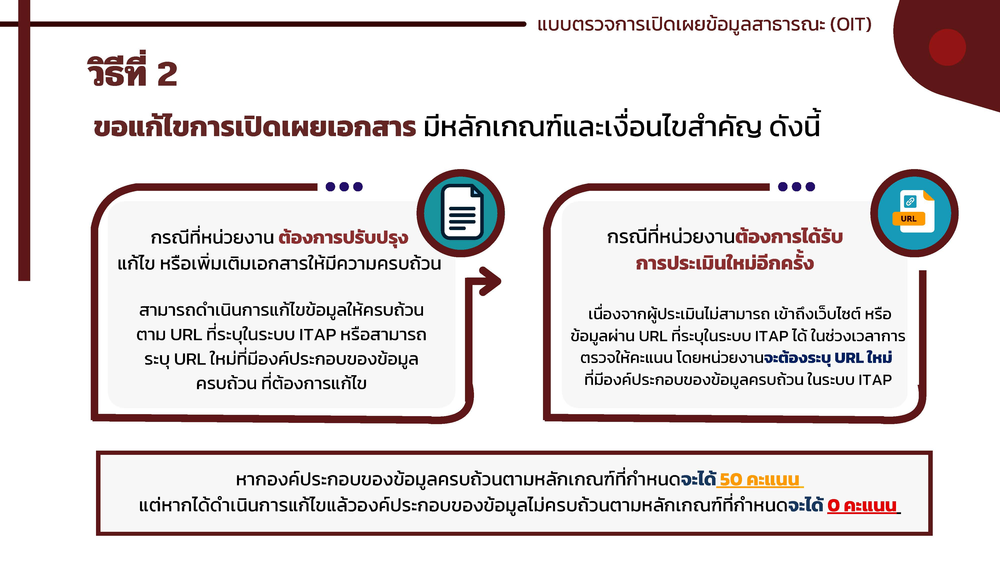 แบบตรวจการเปิดเผยข้อมูลสาธารณะ (OIT)
วิธีที่ 2
ขอแก้ไขการเปิดเผยเอกสาร มีหลักเกณฑ์และเงื่อนไขสำคัญ ดังนี้
กรณีที่หน่วยงาน ต้องการปรับปรุง
แก้ไข หรือเพิ่มเติมเอกสารให้มีความครบถ้วน
สามารถดำเนินการแก้ไขข้อมูลให้ครบถ้วน
ตาม URL ที่ระบุในระบบ ITAP หรือสามารถ
ระบุ URL ใหม่ที่มีองค์ประกอบของข้อมูล
ครบถ้วน ที่ต้องการแก้ไข
URL
กรณีที่หน่วยงานต้องการได้รับ
การประเมินใหม่อีกครั้ง
เนื่องจากผู้ประเมินไม่สามารถ เข้าถึงเว็บไซต์ หรือ
ข้อมูลผ่าน URL ที่ระบุในระบบ ITAP ได้ ในช่วงเวลาการ
ตรวจให้คะแนน โดยหน่วยงานจะต้องระบุ URL ใหม่
ที่มีองค์ประกอบของข้อมูลครบถ้วน ในระบบ ITAP
หากองค์ประกอบของข้อมูลครบถ้วนตามหลักเกณฑ์ที่กำหนดจะได้ 50 คะแนน
แต่หากได้ดำเนินการแก้ไขแล้วองค์ประกอบของข้อมูลไม่ครบถ้วนตามหลักเกณฑ์ที่กำหนดจะได้ 0 คะแนน